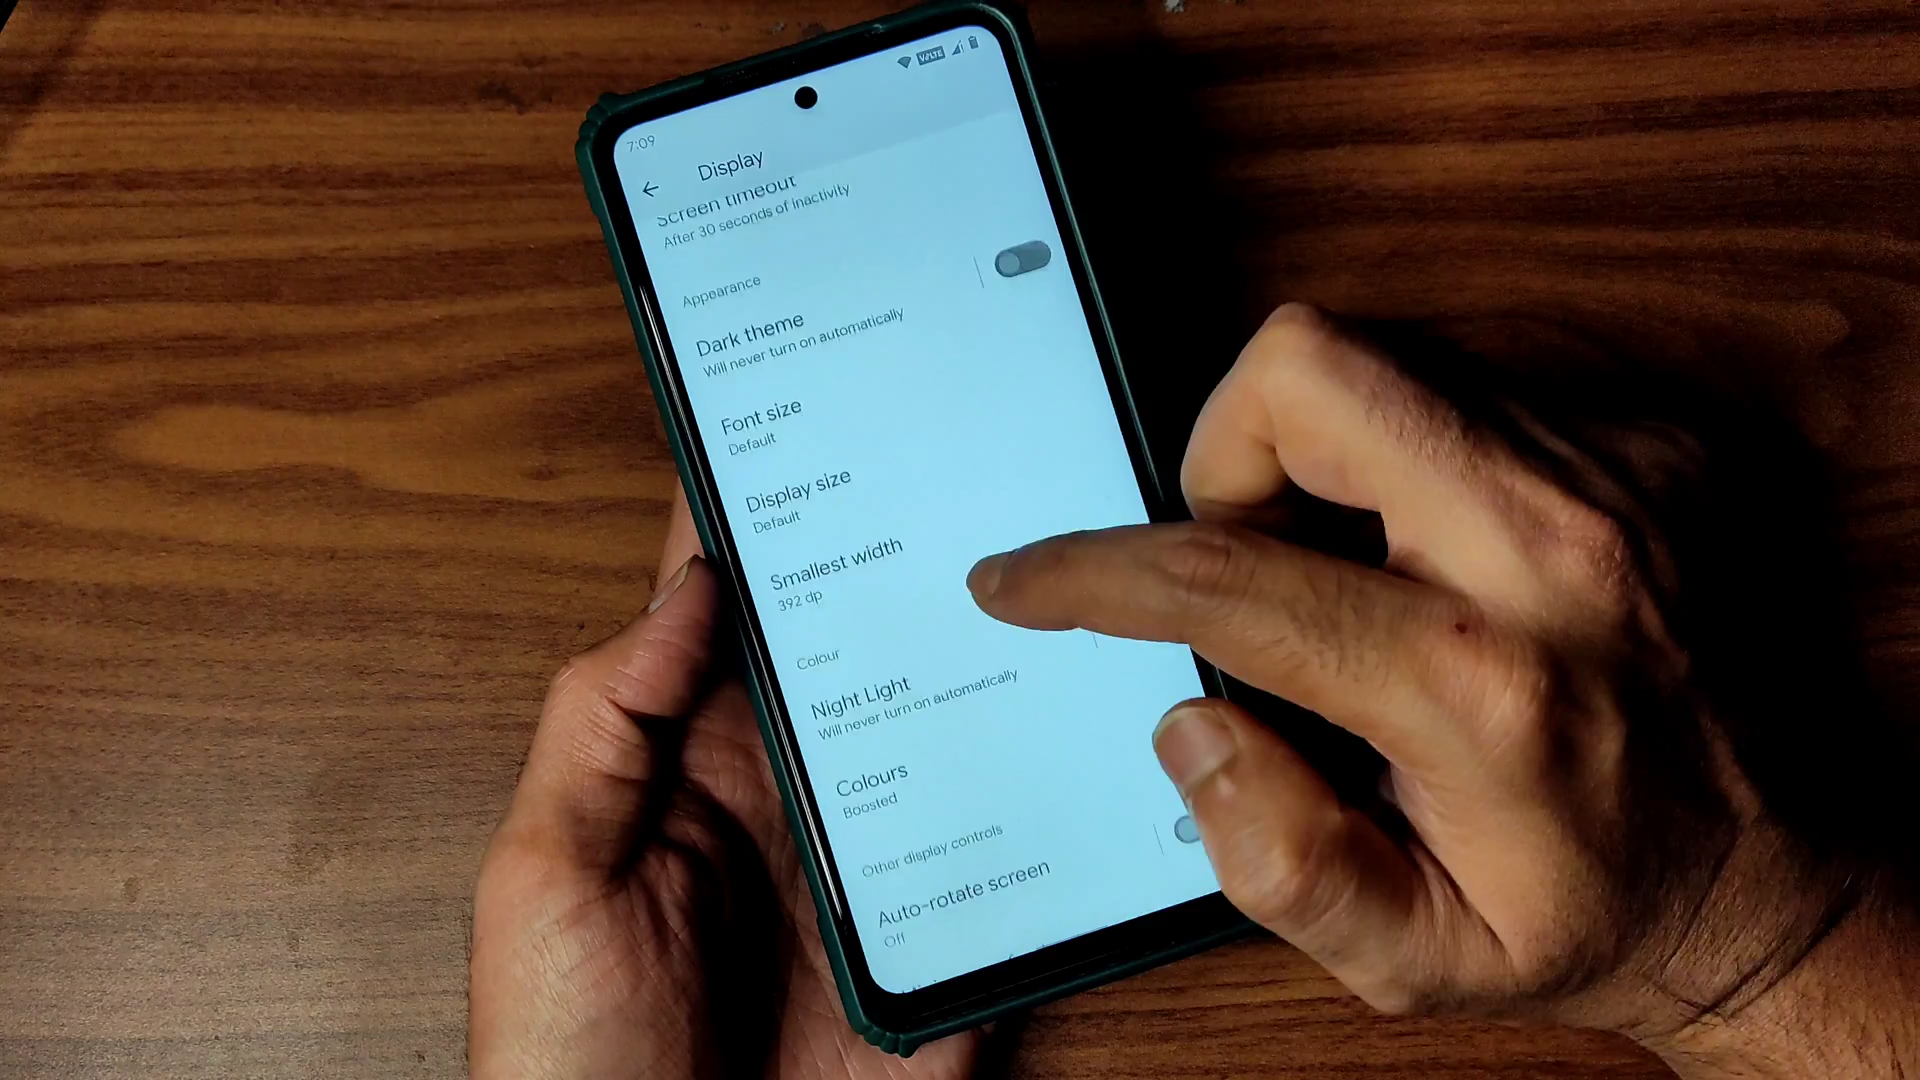 7:09
VoLTE
Display
Screen timeout
After 30 seconds of inactivity
Appearance
Dark theme
Will never turn on automatically
Font size
Default
Display size
Default
Smallest width
392 dp
Colour
Night Light
Will never turn on automatically
Colours
Boosted
Other display controls
Auto-rotate screen
Off